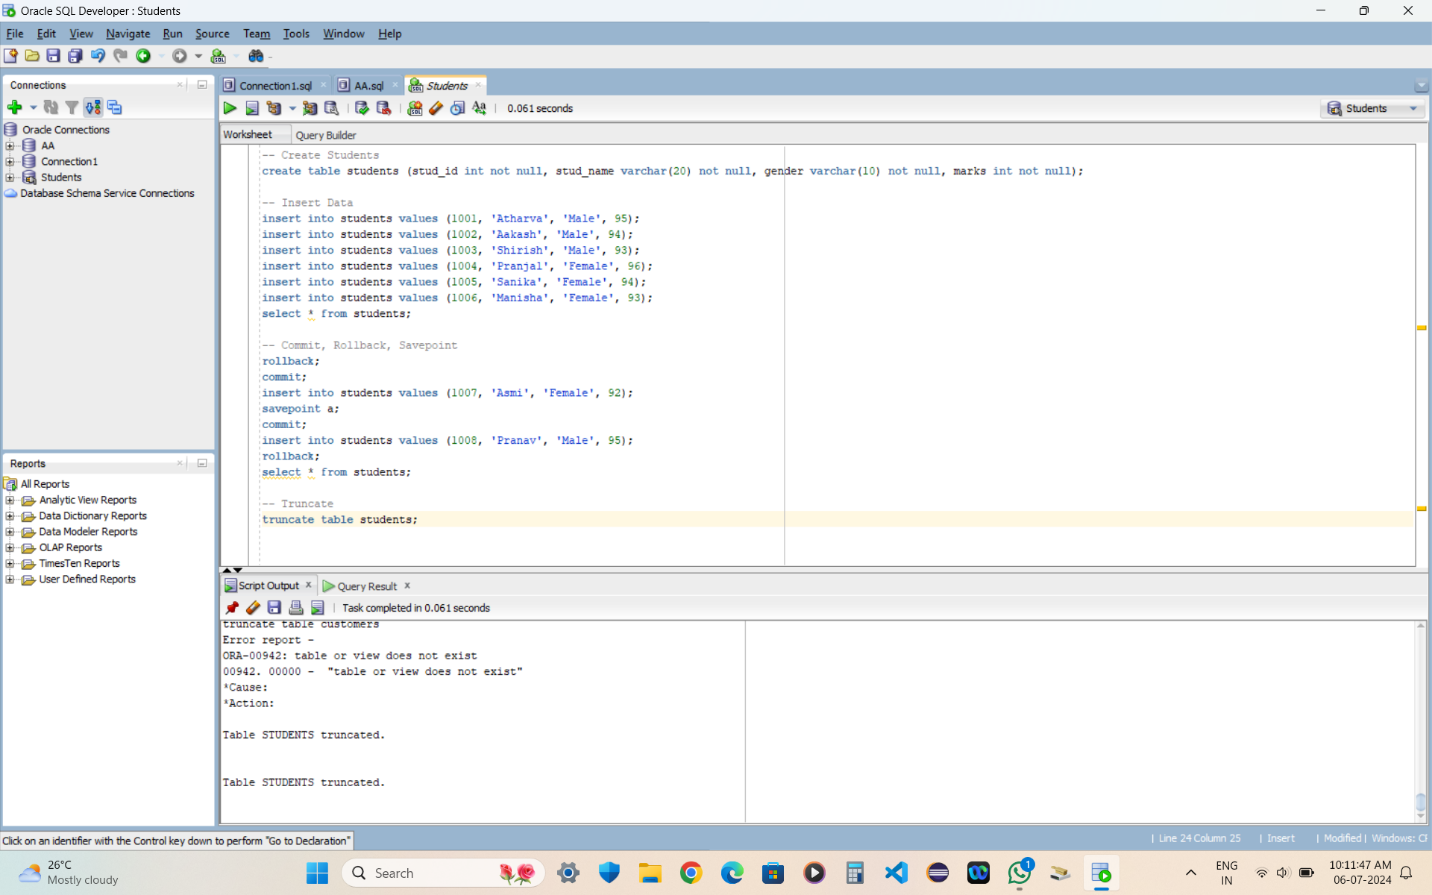 Oracle SQL Developer : Students
File Edit View Navigate Run Source Team Tools Window Help
Connections
Oracle Connections
AA
Connection1
Students
Database Schema Service Connections
Reports
All Reports
Analytic View Reports
Data Dictionary Reports
Data Modeler Reports
OLAP Reports
TimesTen Reports
User Defined Reports
Connection1.sql AA.sql Students
0.061 seconds
Students
Worksheet Query Builder
-- Create Students
create table students (stud_id int not null, stud_name varchar(20) not null, gender varchar(10) not null, marks int not null);
-- Insert Data
insert into students values (1001, 'Atharva', 'Male', 95);
insert into students values (1002, 'Aakash', 'Male', 94);
insert into students values (1003, 'Shirish', 'Male', 93);
insert into students values (1004, 'Pranjal', 'Female', 96);
insert into students values (1005, 'Sanika', 'Female', 94);
insert into students values (1006, 'Manisha', 'Female', 93);
select * from students;
-- Commit, Rollback, Savepoint
rollback;
commit;
insert into students values (1007, 'Asmi', 'Female', 92);
savepoint a;
commit;
insert into students values (1008, 'Pranav', 'Male', 95);
rollback;
select * from students;
-- Truncate
truncate table students;
Script Output x Query Result x
Task completed in 0.061 seconds
truncate table customers
Error report -
ORA-00942: table or view does not exist
00942. 00000 - "table or view does not exist"
*Cause:
*Action:
Table STUDENTS truncated.
Table STUDENTS truncated.
Click on an identifier with the Control key down to perform "Go to Declaration"
| Line 24 Column 25 | Insert | Modified | Windows:
26°C
Mostly cloudy
Search
1
ENG
IN
10:11:47 AM
06-07-2024